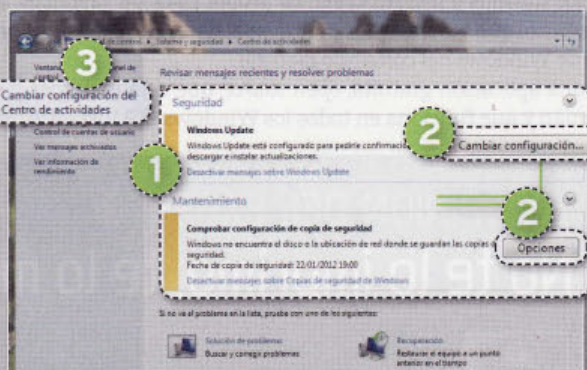 de control ▸ Sistema y seguridad ▸ Centro de actividades
3
Cambiar configuración del
Centro de actividades
Control de cuentas de usuario
Ver mensajes archivados
Ver información de
rendimiento
Revisar mensajes recientes y resolver problemas
Seguridad
1
Windows Update
Windows Update está configurado para pedirle
descargar e instalar actualizaciones.
Desactivar mensajes sobre Windows Update
2
Cambiar configuración...
Mantenimiento
2
Comprobar configuración de copia de seguridad
Windows no encuentra el disco o la ubicación de red donde se guardan las copias
seguridad.
Fecha de copia de seguridad: 22/01/2012 19:00
Opciones
Desactivar mensajes sobre Copias de seguridad de Windows
Si no ve el problema en la lista, pruebe con uno de los siguientes:
Solución de problemas
Buscar y corregir problemas
Recuperación
Restaurar el equipo a un punto
anterior en el tiempo